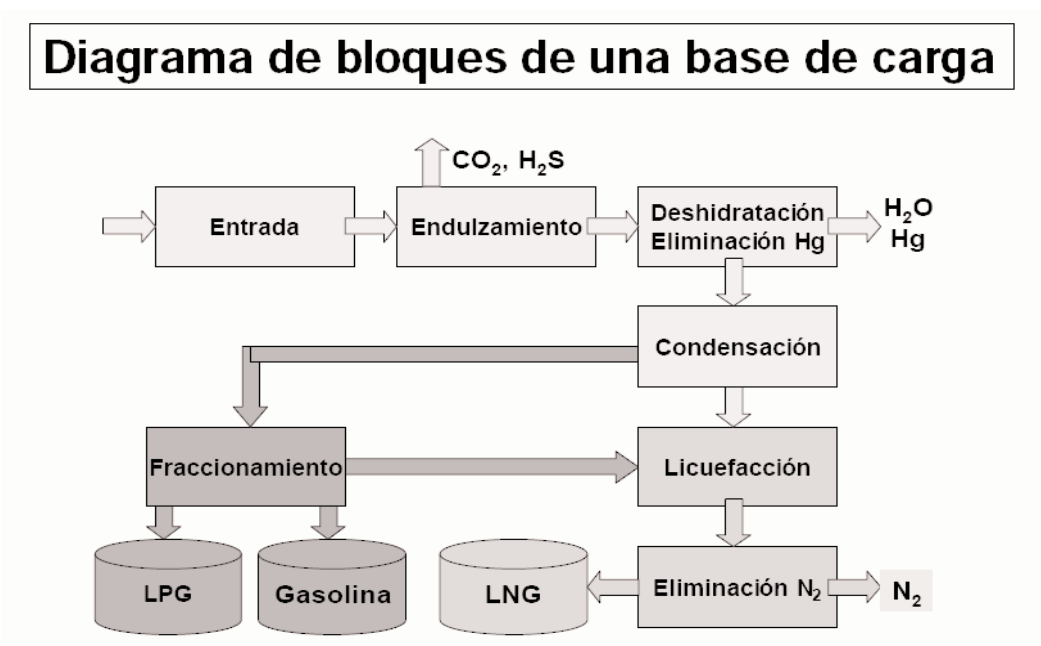 Diagrama de bloques de una base de carga
CO₂, H₂S
Entrada
Endulzamiento
Deshidratación
Eliminación Hg
H₂O
Hg
Condensación
Fraccionamiento
Licuefacción
LPG
Gasolina
LNG
Eliminación N₂
N₂